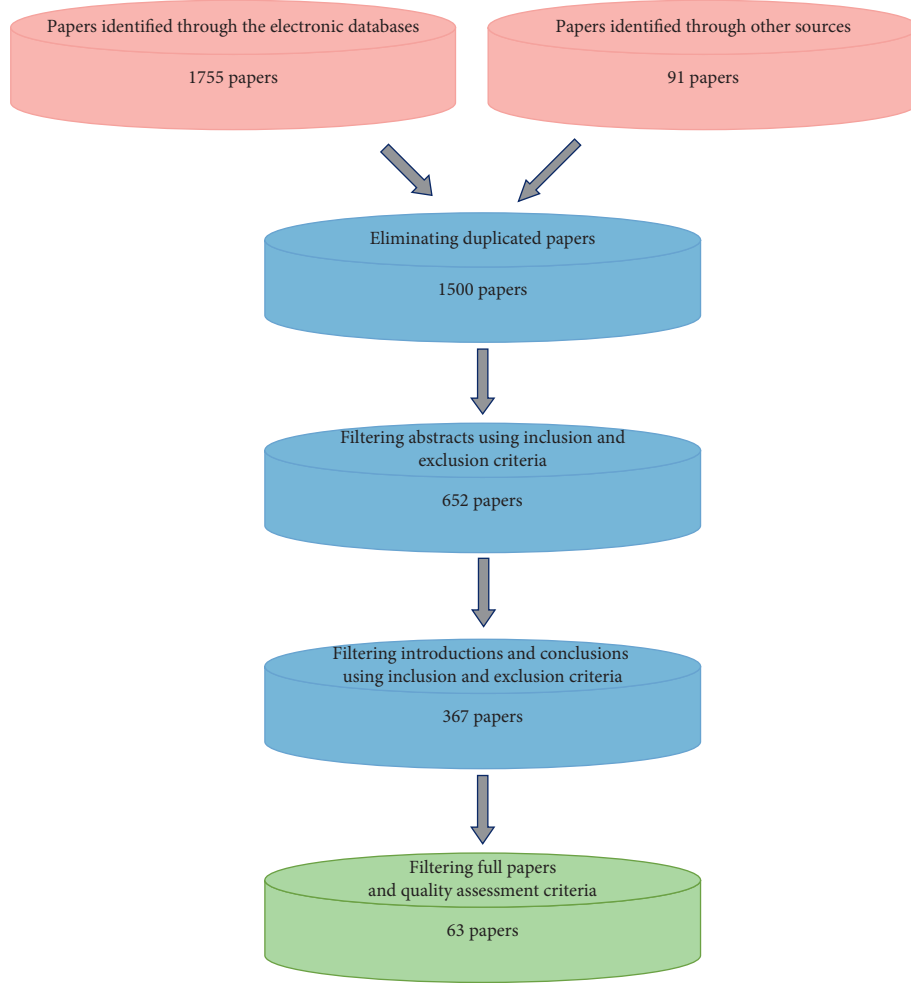 Papers identified through the electronic databases
1755 papers
Papers identified through other sources
91 papers
Eliminating duplicated papers
1500 papers
Filtering abstracts using inclusion and
exclusion criteria
652 papers
Filtering introductions and conclusions
using inclusion and exclusion criteria
367 papers
Filtering full papers
and quality assessment criteria
63 papers